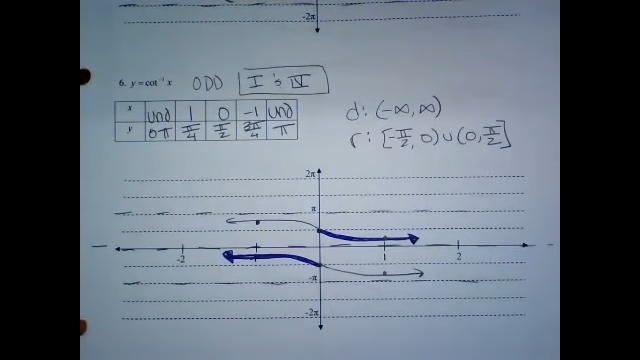 -2π
6. y = cot⁻¹ x ODD I & IV
x und 1 0 -1 und
y 0π π/4 π/2 3π/4 π
d: (-∞, ∞)
r: [-π/2, 0) ∪ (0, π/2]
2π
π
-2 -1 1 2
-π
-2π